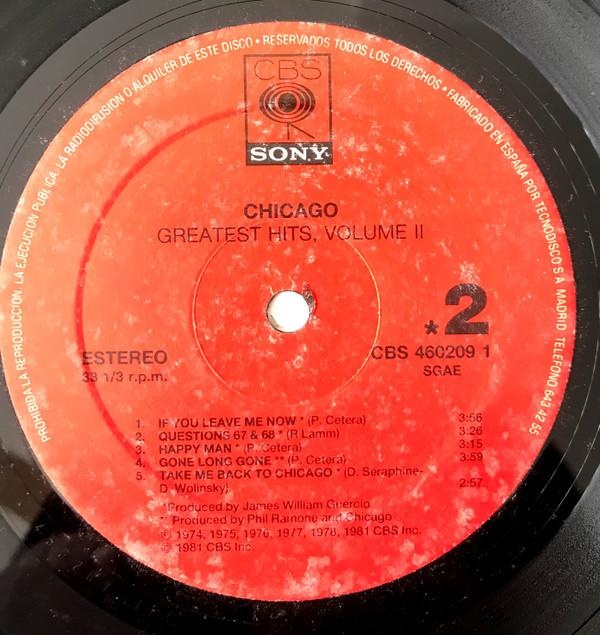 PROHIBIDA LA REPRODUCCION. LA EJECUCION PUBLICA. LA RADIODIFUSION O ALQUILER DE ESTE DISCO • RESERVADOS TODOS LOS DERECHOS • FABRICADO EN ESPAÑA POR TECNODISCO S A MADRID TELEFONO 643 42 55
CBS
SONY
CHICAGO
GREATEST HITS, VOLUME II
*2
ESTEREO
33 1/3 r.p.m.
CBS 460209 1
SGAE
1. IF YOU LEAVE ME NOW * (P. Cetera) 3:56
2. QUESTIONS 67 & 68 * (R Lamm) 3:26
3. HAPPY MAN * (P. Cetera) 3:15
4. GONE LONG GONE ** (P. Cetera) 3:59
5. TAKE ME BACK TO CHICAGO * (D. Seraphine-
D. Wolinsky) 2:57
*Produced by James William Guercio
** Produced by Phil Ramone and Chicago
℗ 1974, 1975, 1976, 1977, 1978, 1981 CBS Inc.
© 1981 CBS Inc.